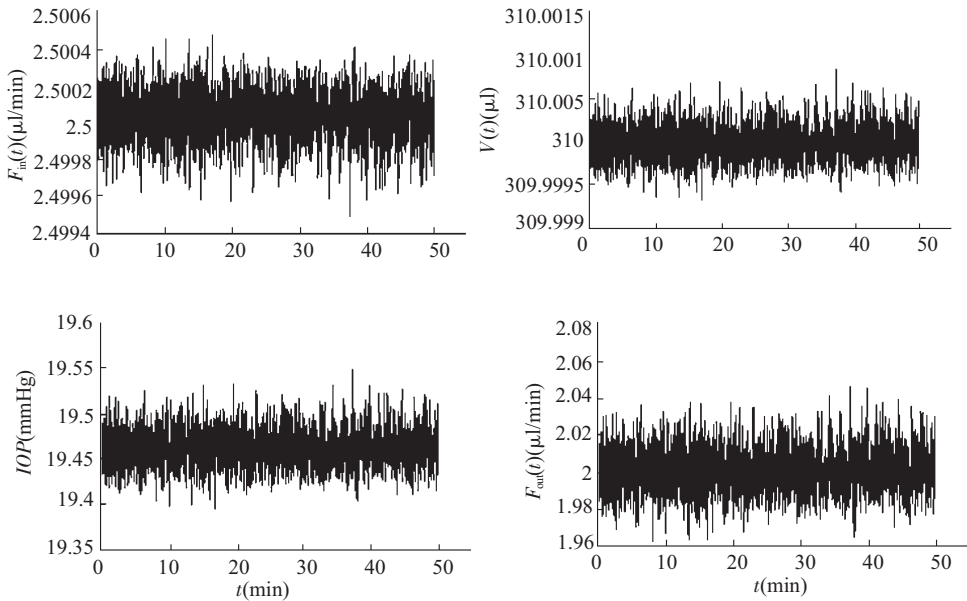 2.5006
2.5004
2.5002
2.5
2.4998
2.4996
2.4994
F_in(t)(µl/min)
0 10 20 30 40 50
310.0015
310.001
310.005
310
309.9995
309.999
V(t)(µl)
0 10 20 30 40 50
19.6
19.55
19.5
19.45
19.4
19.35
IOP(mmHg)
0 10 20 30 40 50
t(min)
2.08
2.06
2.04
2.02
2
1.98
1.96
F_out(t)(µl/min)
0 10 20 30 40 50
t(min)